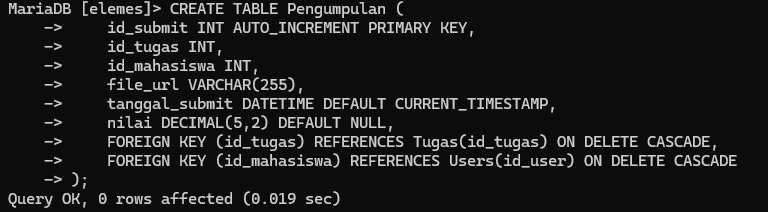 MariaDB [elemes]> CREATE TABLE Pengumpulan (
    ->     id_submit INT AUTO_INCREMENT PRIMARY KEY,
    ->     id_tugas INT,
    ->     id_mahasiswa INT,
    ->     file_url VARCHAR(255),
    ->     tanggal_submit DATETIME DEFAULT CURRENT_TIMESTAMP,
    ->     nilai DECIMAL(5,2) DEFAULT NULL,
    ->     FOREIGN KEY (id_tugas) REFERENCES Tugas(id_tugas) ON DELETE CASCADE,
    ->     FOREIGN KEY (id_mahasiswa) REFERENCES Users(id_user) ON DELETE CASCADE
    -> );
Query OK, 0 rows affected (0.019 sec)